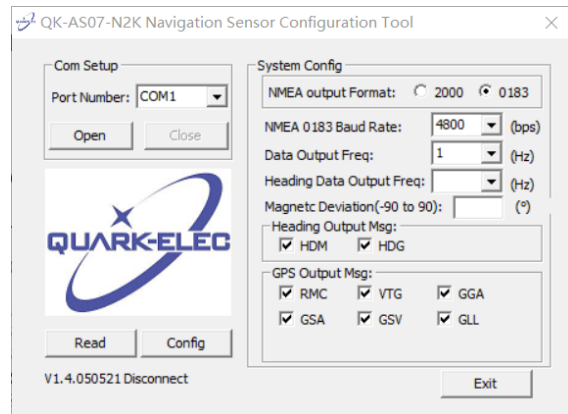 QK-AS07-N2K Navigation Sensor Configuration Tool
Com Setup
Port Number: COM1
Open Close
QUARK-ELEC
Read Config
V1.4.050521 Disconnect
System Config
NMEA output Format: 2000 0183
NMEA 0183 Baud Rate: 4800 (bps)
Data Output Freq: 1 (Hz)
Heading Data Output Freq: (Hz)
Magnetc Deviation(-90 to 90): (°)
Heading Output Msg:
HDM HDG
GPS Output Msg:
RMC VTG GGA
GSA GSV GLL
Exit